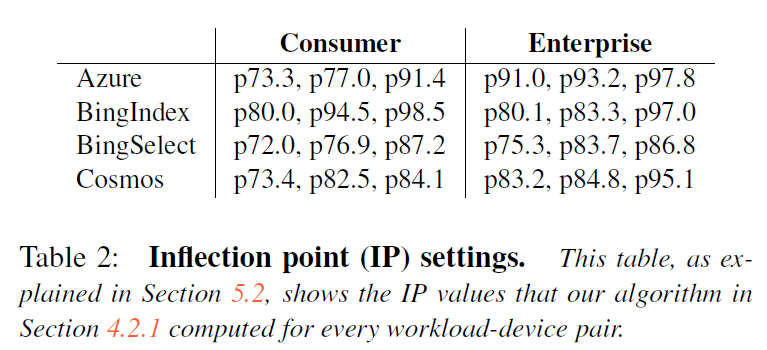 Consumer Enterprise
Azure p73.3, p77.0, p91.4 p91.0, p93.2, p97.8
BingIndex p80.0, p94.5, p98.5 p80.1, p83.3, p97.0
BingSelect p72.0, p76.9, p87.2 p75.3, p83.7, p86.8
Cosmos p73.4, p82.5, p84.1 p83.2, p84.8, p95.1
Table 2: Inflection point (IP) settings. This table, as ex-
plained in Section 5.2, shows the IP values that our algorithm in
Section 4.2.1 computed for every workload-device pair.